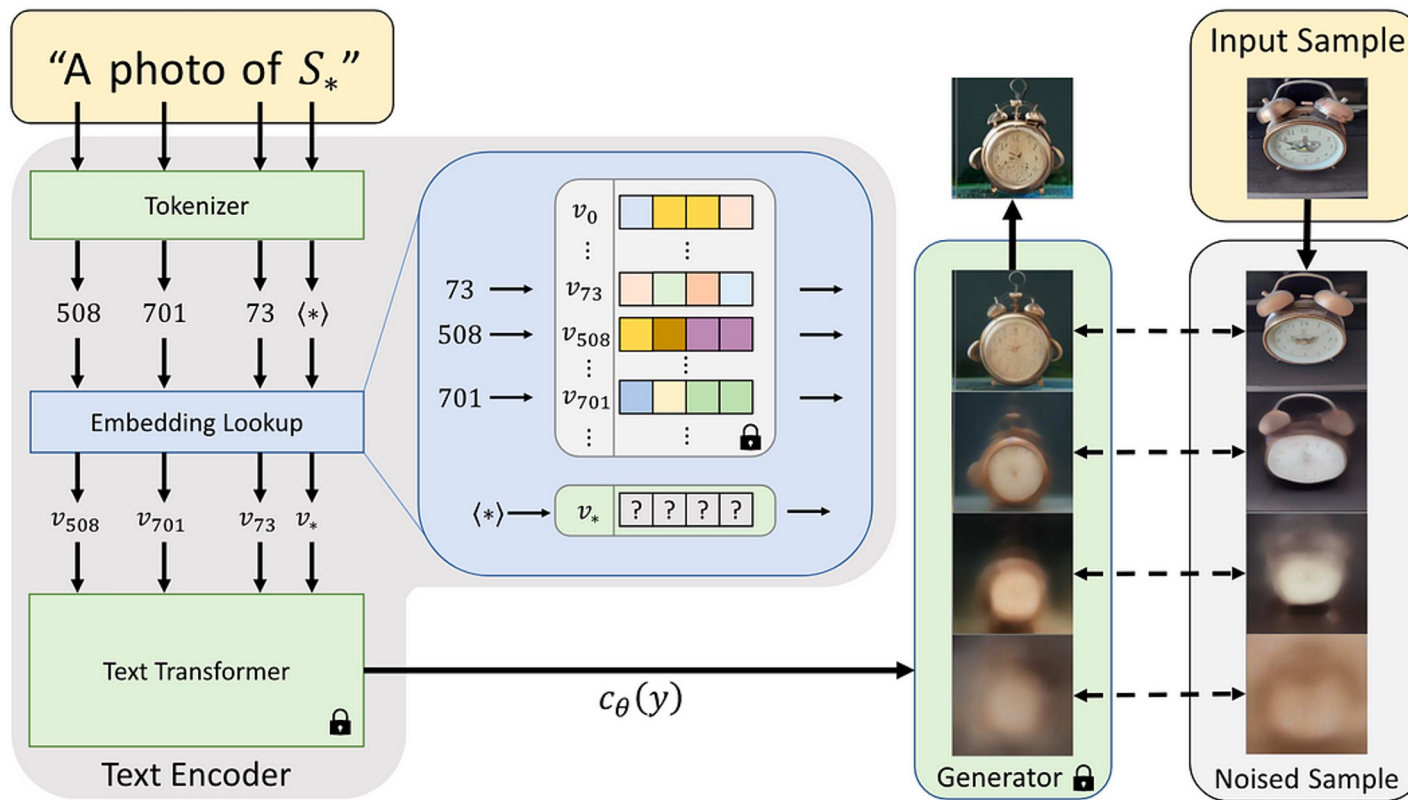 “A photo of S*”
Input Sample
Tokenizer
508 701 73 ⟨*⟩
Embedding Lookup
v508 v701 v73 v*
Text Transformer
Text Encoder
v0
⋮ ⋮
73 v73
508 v508
⋮ ⋮
701 v701
⋮ ⋮
⟨*⟩ v* ? ? ? ?
cθ(y)
Generator
Noised Sample